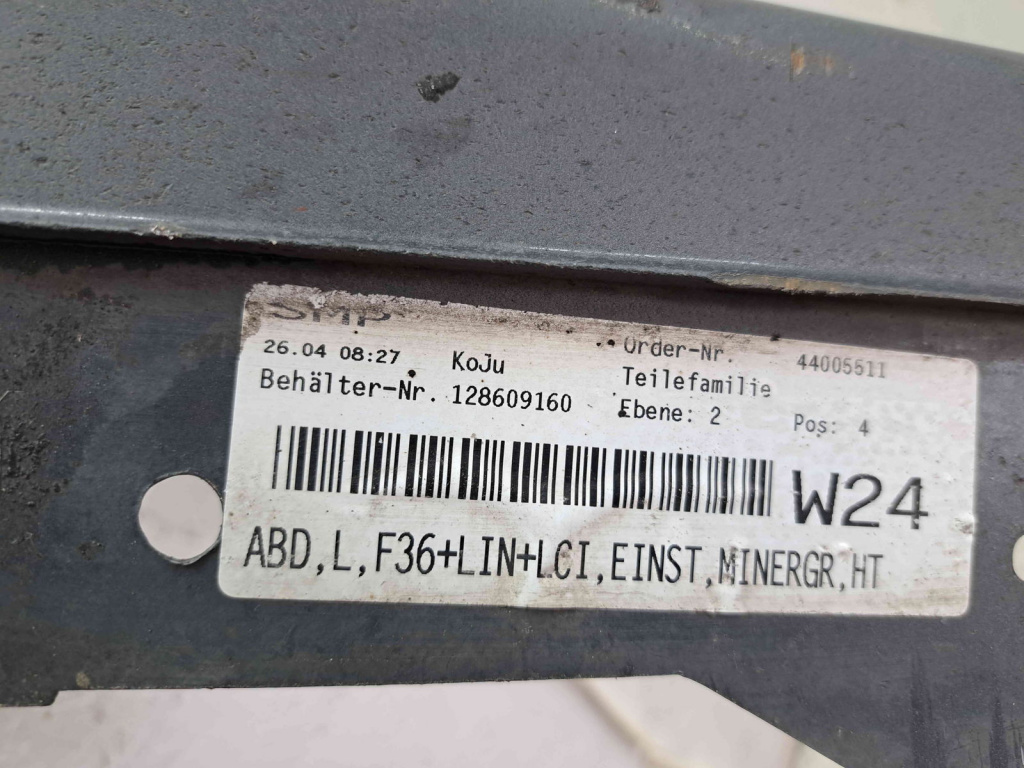 SMP
26.04 08:27 KoJu Order-Nr. 44005511
Behälter-Nr. 128609160 Teilefamilie
Ebene: 2 Pos: 4
W24
ABD,L,F36+LIN+LCI,EINST,MINERGR,HT